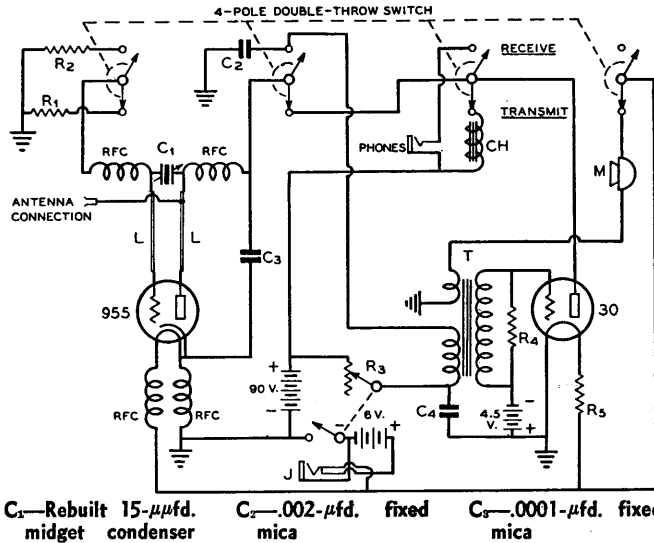 4-POLE DOUBLE-THROW SWITCH
R2
C2
RECEIVE
R1
TRANSMIT
RFC
C1
RFC
PHONES
CH
M
ANTENNA
CONNECTION
L
L
C3
T
955
30
R4
+
90 V.
-
R3
RFC
RFC
-
6V.
+
C4
4.5
V.
-
+
R5
J
C1—Rebuilt 15-μμfd. midget condenser
C2—.002-μfd. fixed mica
C3—.0001-μfd. fixed mica